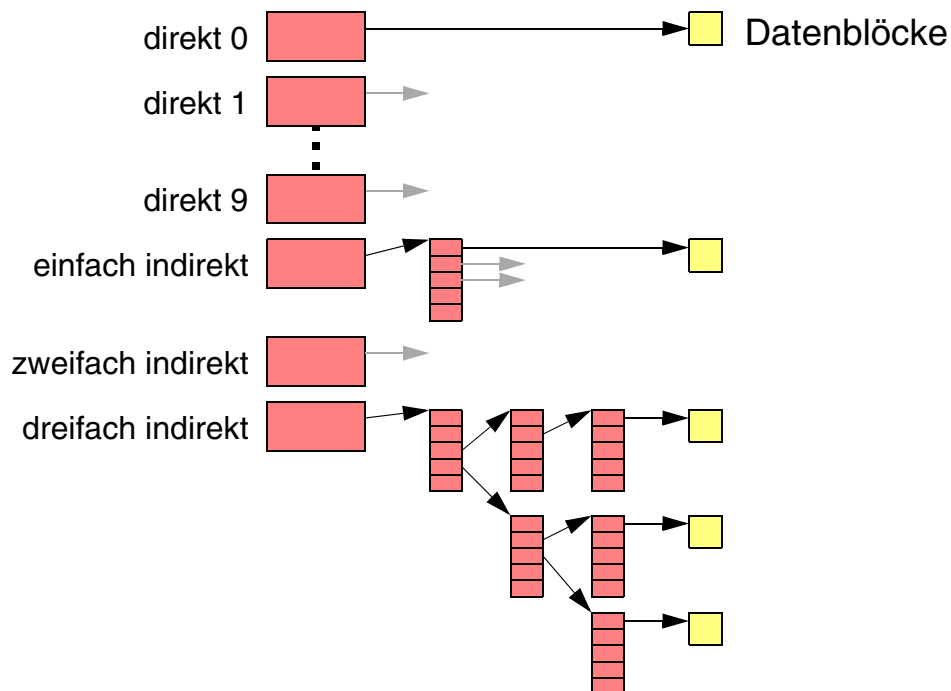 direkt 0
Datenblöcke
direkt 1
direkt 9
einfach indirekt
zweifach indirekt
dreifach indirekt